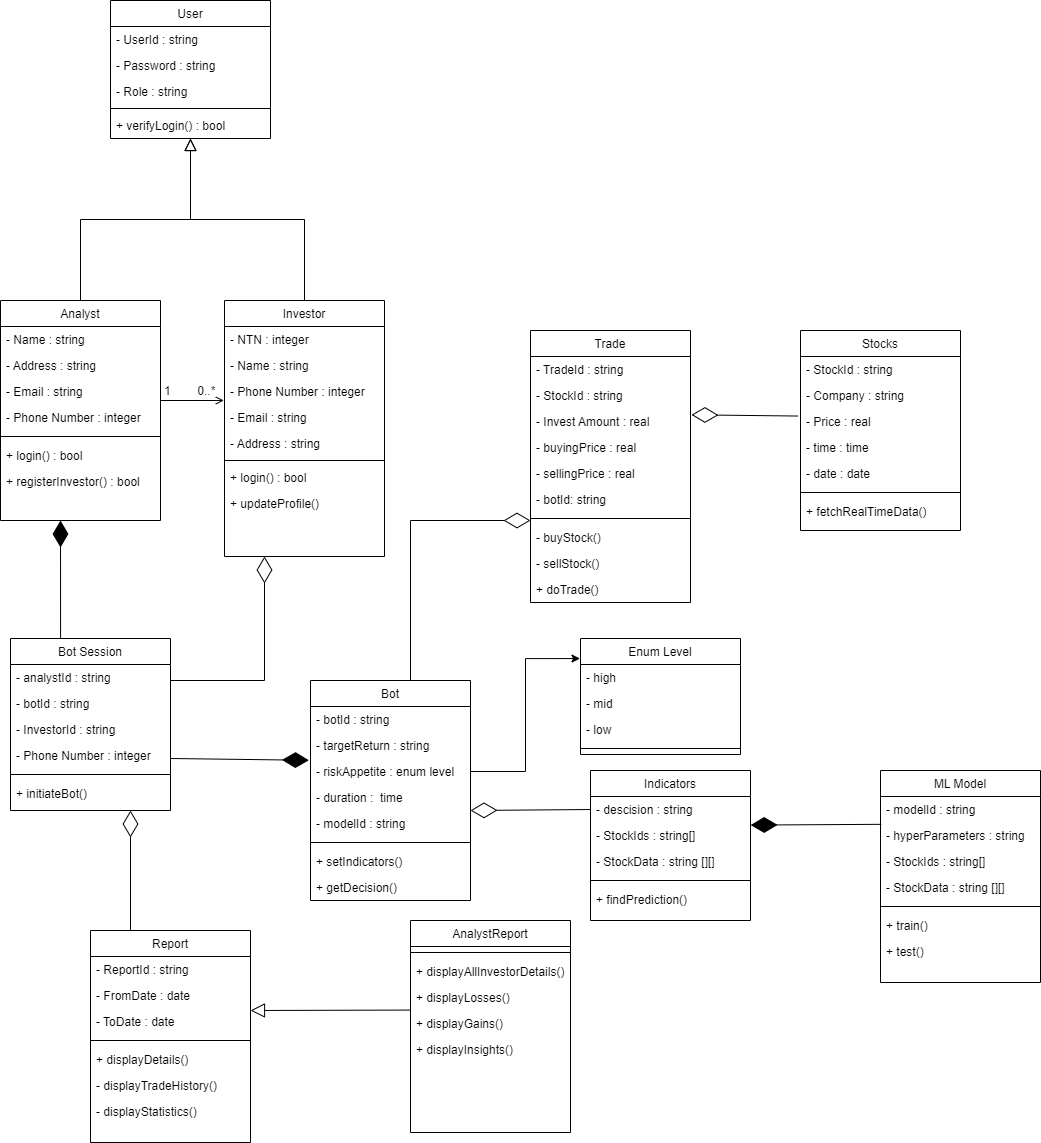 User
- UserId : string
- Password : string
- Role : string
+ verifyLogin() : bool
Analyst
- Name : string
- Address : string
- Email : string
- Phone Number : integer
+ login() : bool
+ registerInvestor() : bool
1
0..*
Investor
- NTN : integer
- Name : string
- Phone Number : integer
- Email : string
- Address : string
+ login() : bool
+ updateProfile()
Trade
- TradeId : string
- StockId : string
- Invest Amount : real
- buyingPrice : real
- sellingPrice : real
- botId: string
- buyStock()
- sellStock()
+ doTrade()
Stocks
- StockId : string
- Company : string
- Price : real
- time : time
- date : date
+ fetchRealTimeData()
Bot Session
- analystId : string
- botId : string
- InvestorId : string
- Phone Number : integer
+ initiateBot()
Bot
- botId : string
- targetReturn : string
- riskAppetite : enum level
- duration :  time
- modelId : string
+ setIndicators()
+ getDecision()
Enum Level
- high
- mid
- low
Indicators
- descision : string
- StockIds : string[]
- StockData : string [][]
+ findPrediction()
ML Model
- modelId : string
- hyperParameters : string
- StockIds : string[]
- StockData : string [][]
+ train()
+ test()
Report
- ReportId : string
- FromDate : date
- ToDate : date
+ displayDetails()
- displayTradeHistory()
- displayStatistics()
AnalystReport
+ displayAllInvestorDetails()
+ displayLosses()
+ displayGains()
+ displayInsights()